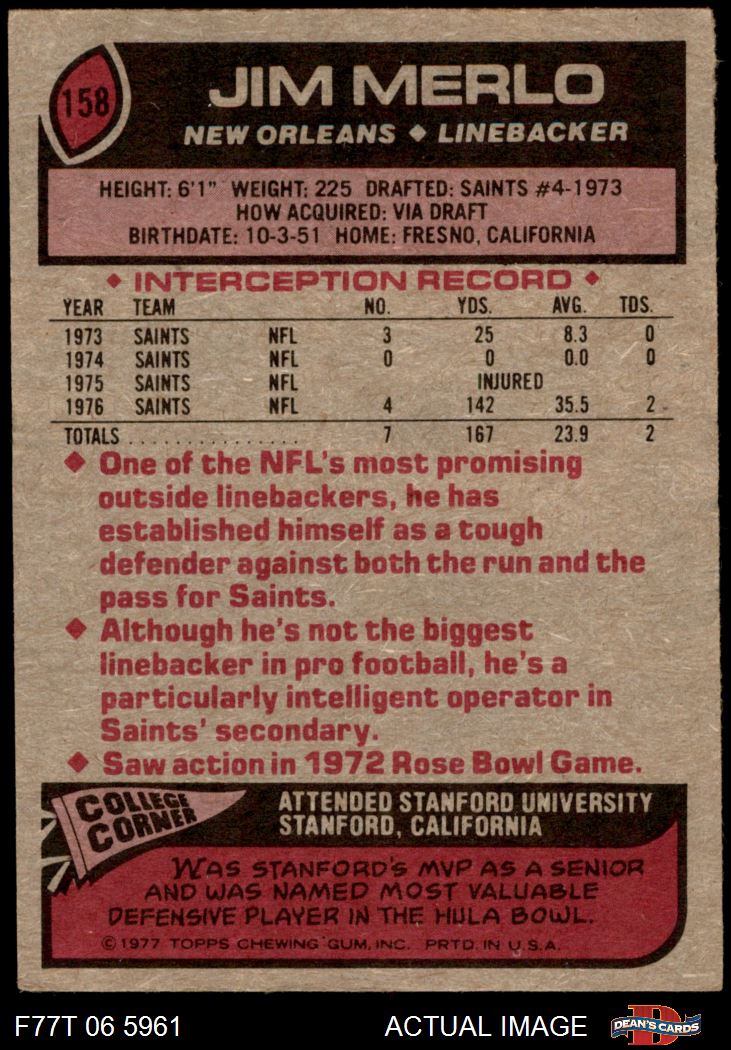 158
JIM MERLO
NEW ORLEANS ◆ LINEBACKER
HEIGHT: 6'1" WEIGHT: 225 DRAFTED: SAINTS #4-1973
HOW ACQUIRED: VIA DRAFT
BIRTHDATE: 10-3-51 HOME: FRESNO, CALIFORNIA
◆ INTERCEPTION RECORD ◆
YEAR TEAM NO. YDS. AVG. TDS.
1973 SAINTS NFL 3 25 8.3 0
1974 SAINTS NFL 0 0 0.0 0
1975 SAINTS NFL INJURED
1976 SAINTS NFL 4 142 35.5 2
TOTALS................ 7 167 23.9 2
◆ One of the NFL's most promising
outside linebackers, he has
established himself as a tough
defender against both the run and the
pass for Saints.
◆ Although he's not the biggest
linebacker in pro football, he's a
particularly intelligent operator in
Saints' secondary.
◆ Saw action in 1972 Rose Bowl Game.
COLLEGE
CORNER
ATTENDED STANFORD UNIVERSITY
STANFORD, CALIFORNIA
WAS STANFORD'S MVP AS A SENIOR
AND WAS NAMED MOST VALUABLE
DEFENSIVE PLAYER IN THE HULA BOWL.
©1977 TOPPS CHEWING GUM, INC. PRTD. IN U.S.A.
F77T 06 5961 ACTUAL IMAGE DEAN'S CARDS